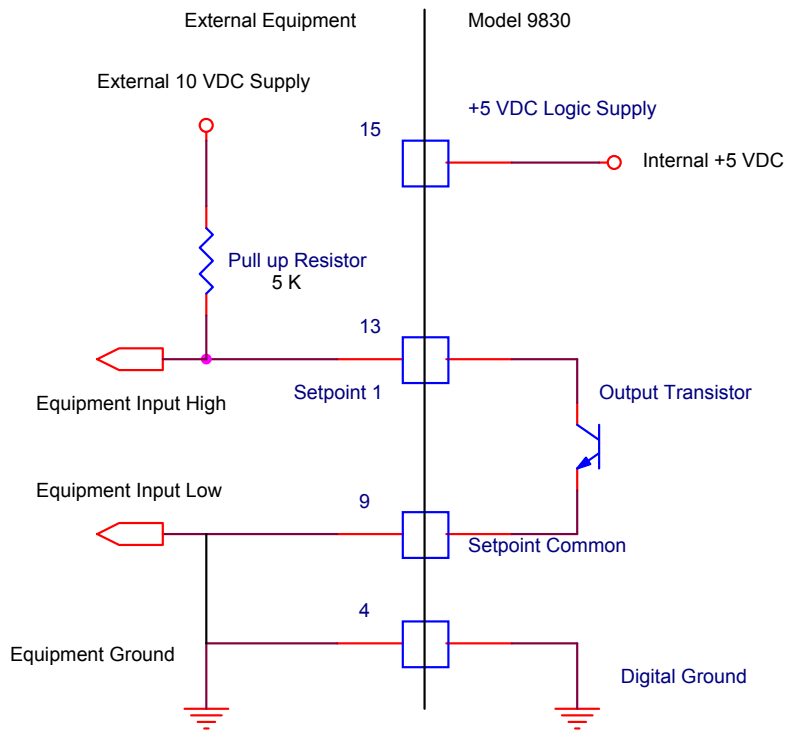 External Equipment
Model 9830
External 10 VDC Supply
15
+5 VDC Logic Supply
Internal +5 VDC
Pull up Resistor
5 K
13
Equipment Input High
Setpoint 1
Output Transistor
Equipment Input Low
9
Setpoint Common
4
Equipment Ground
Digital Ground